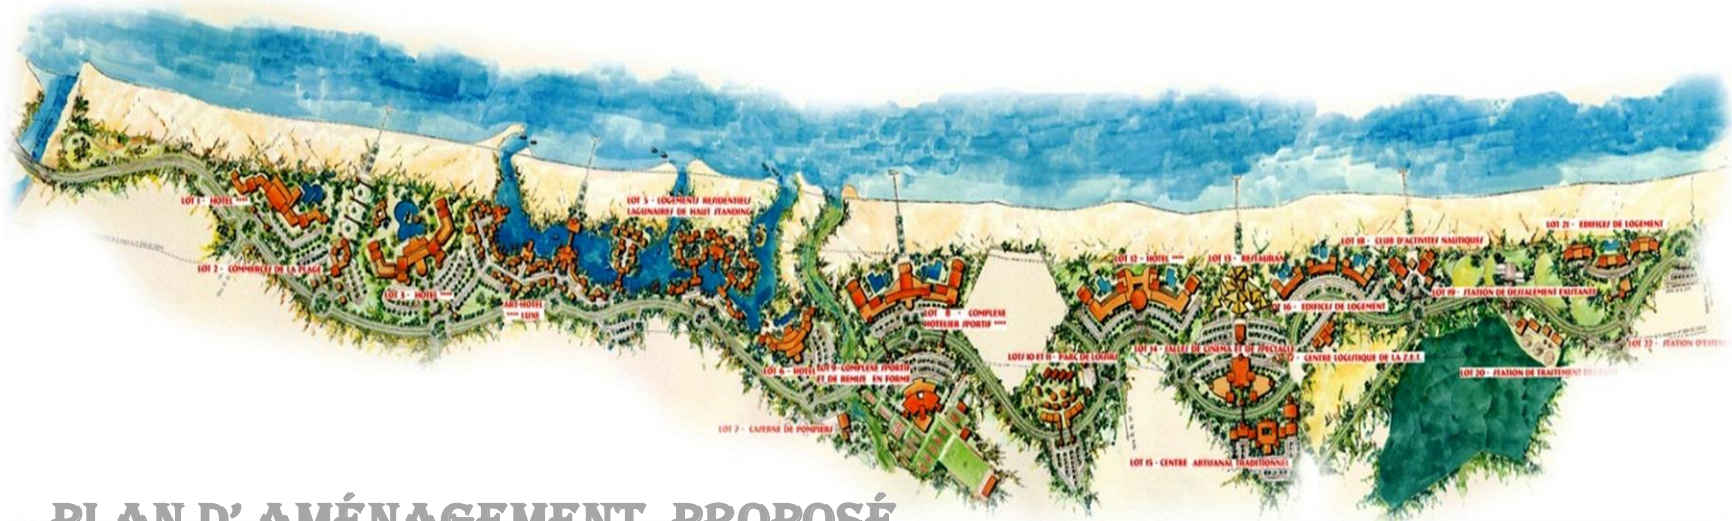 LOT 1 - HOTEL ****
LOT 2 - COMMERCES DE LA PLAGE
LOT 3 - HOTEL ****
ART-HOTEL
**** LUXE
LOT 5 - LOGEMENTS RESIDENTIELS
LAGUNAIRES DE HAUT STANDING
LOT 6 - HOTEL
LOT 9 - COMPLEXE SPORTIF
ET DE REMISE EN FORME
LOT 7 - CASERNE DE POMPIERS
LOT 8 - COMPLEXE
HOTELIER SPORTIF ****
LOTS 10 ET 11 - PARC DE LOISIRS
LOT 12 - HOTEL ****
LOT 13 - RESTAURAN
LOT 14 - SALLES DE CINEMA ET DE SPECTACLE
LOT 15 - CENTRE ARTISANAL TRADITIONNEL
16 - EDIFICES DE LOGEMENT
7 - CENTRE LOGISTIQUE DE LA Z.E.T.
LOT 18 - CLUB D'ACTIVITES NAUTIQUES
LOT 19 - STATION DE DESSALEMENT EXISTANTE
LOT 20 - STATION DE TRAITEMENT
LOT 21 - EDIFICES DE LOGEMENT
LOT 22 - STATION
PLAN D' AMÉNAGEMENT PROPOSÉ